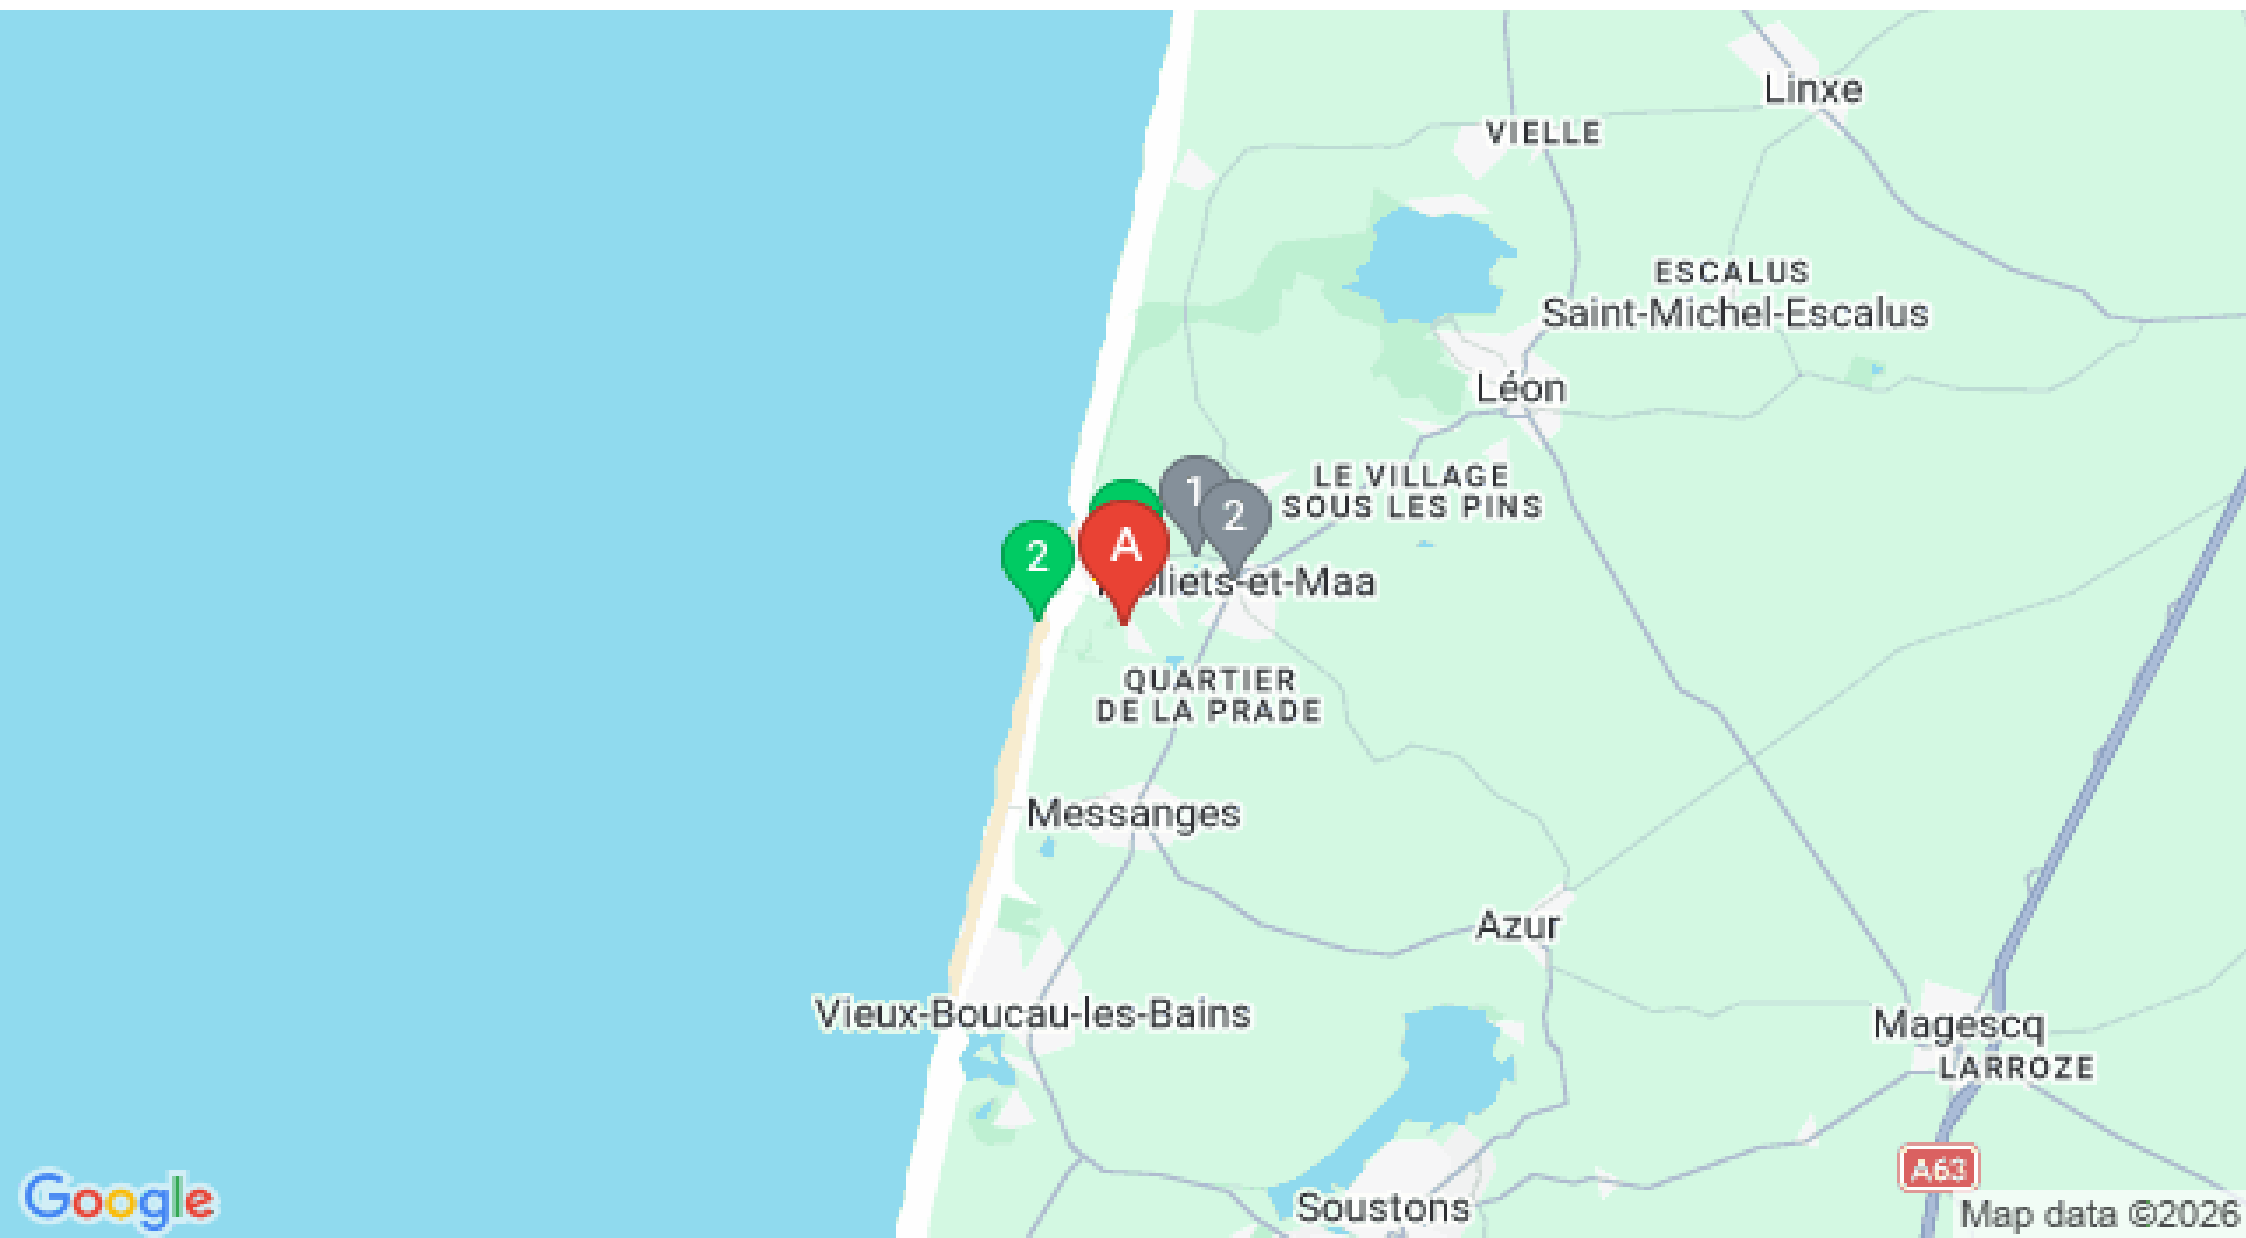 Linxe
VIELLE
ESCALUS
Saint-Michel-Escalus
Léon
LE VILLAGE
SOUS LES PINS
1
2
A
2
liets-et-Maa
QUARTIER
DE LA PRADE
Messanges
Azur
Vieux-Boucau-les-Bains
Magescq
LARROZE
A63
Soustons
Google
Map data ©2026